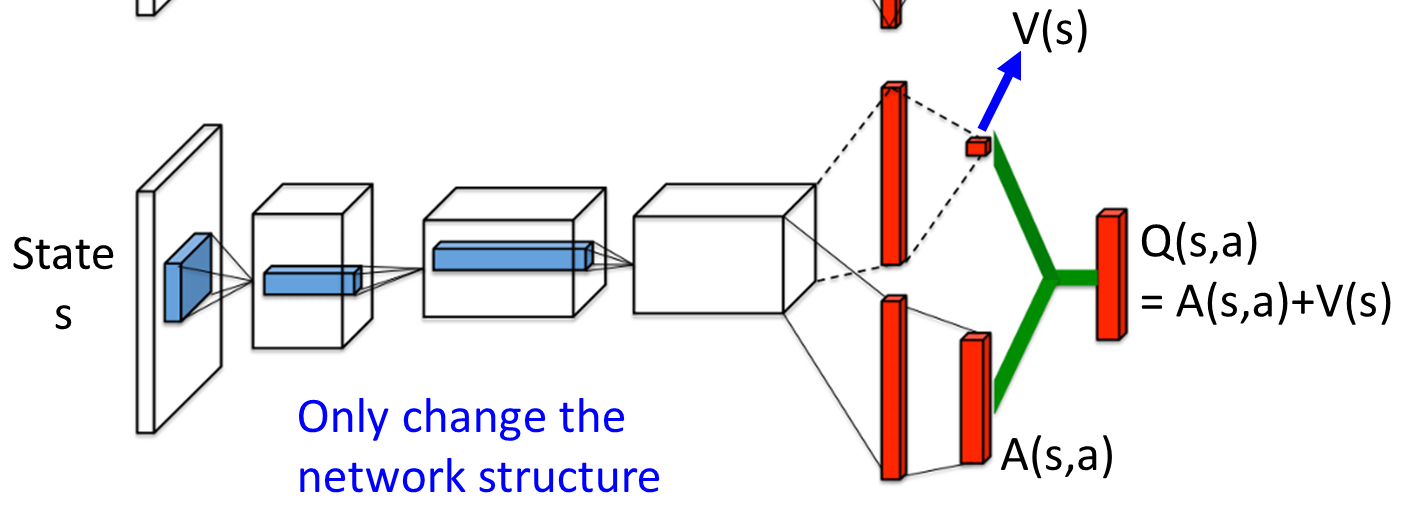 V(s)
State
s
Q(s,a)
= A(s,a)+V(s)
Only change the
network structure
A(s,a)